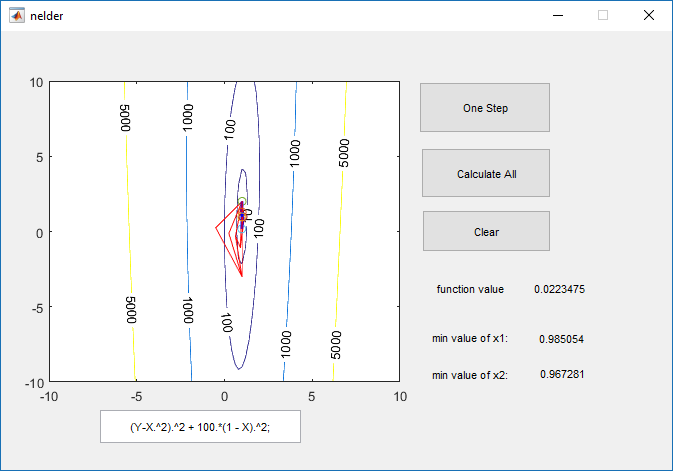 nelder
One Step
Calculate All
Clear
function value 0.0223475
min value of x1: 0.985054
min value of x2: 0.967281
10
5
0
-5
-10
-10 -5 0 5 10
5000 1000 100 1000 5000
100
5000 1000 100 1000 5000
(Y-X.^2).^2 + 100.*(1 - X).^2;